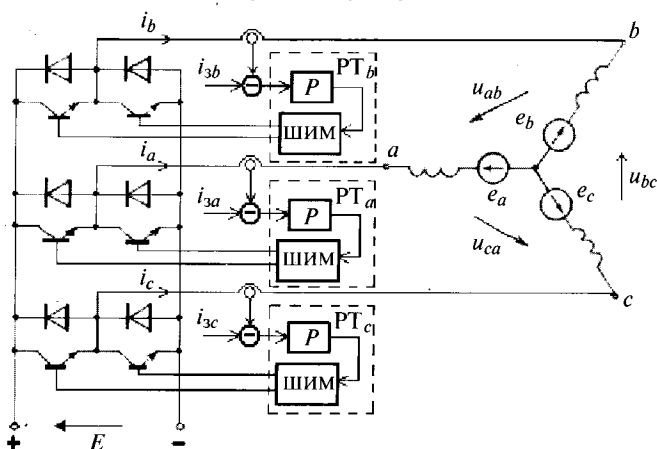 i_b
b
i_зb
P
РТ_b
ШИМ
u_ab
e_b
i_a
a
i_зa
P
РТ_a
ШИМ
e_a
e_c
u_bc
u_ca
i_c
c
i_зc
P
РТ_c
ШИМ
+
E
-